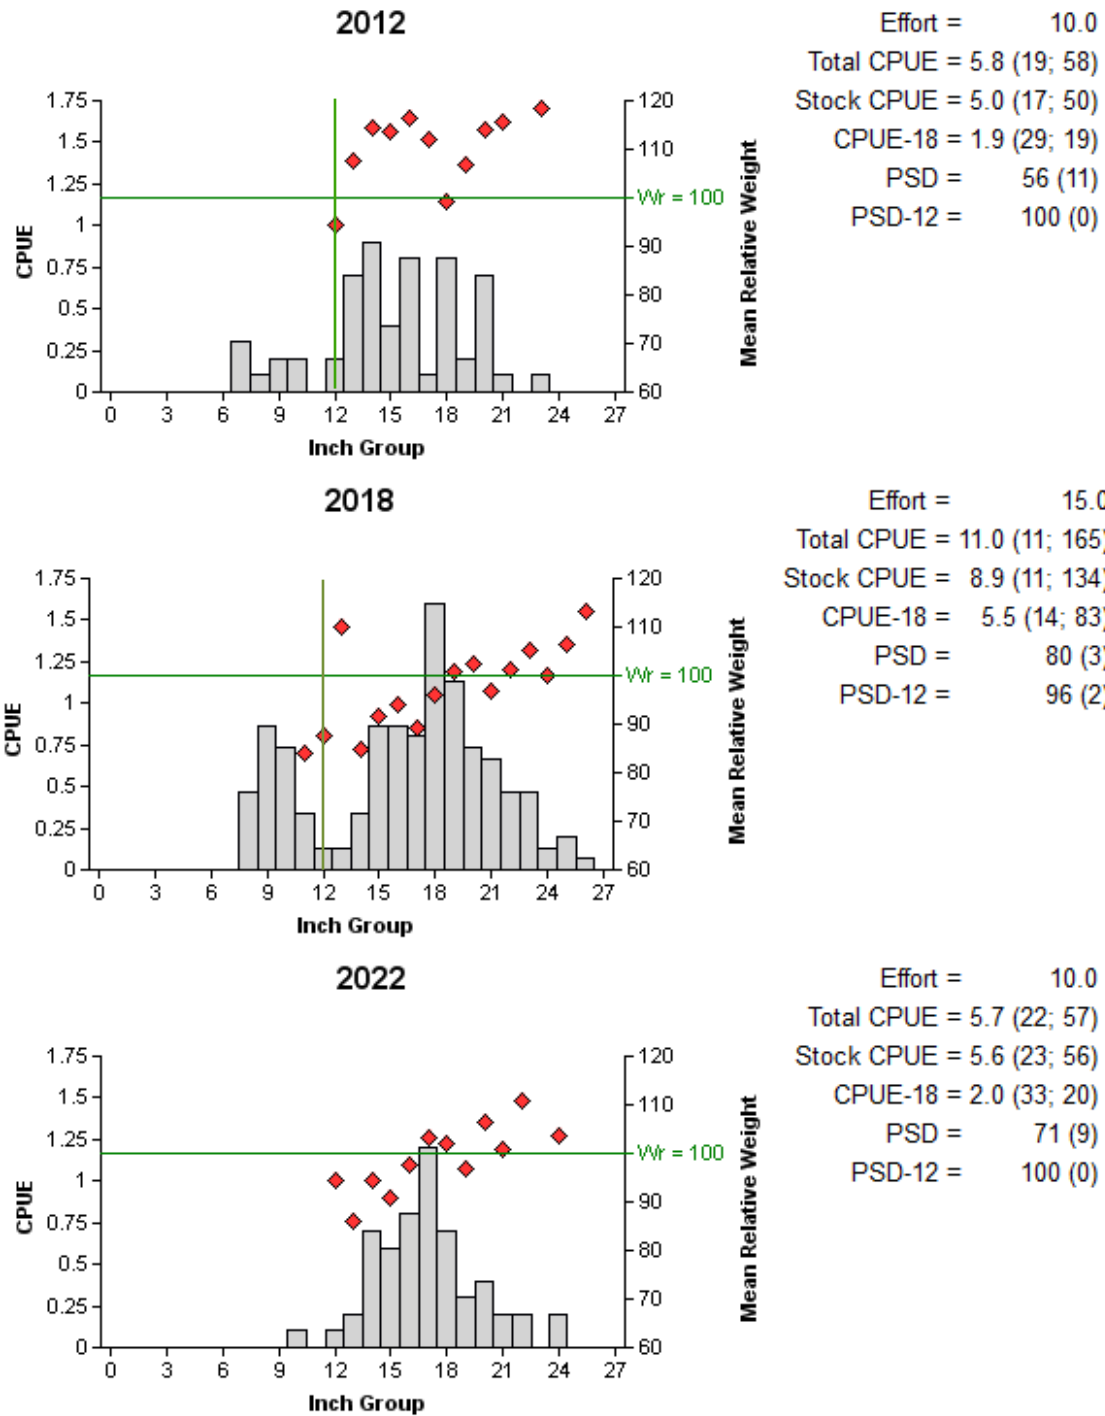 2012
Effort = 10.0
Total CPUE = 5.8 (19; 58)
Stock CPUE = 5.0 (17; 50)
CPUE-18 = 1.9 (29; 19)
PSD = 56 (11)
PSD-12 = 100 (0)
1.75
1.5
1.25
1
0.75
0.5
0.25
0
CPUE
120
110
Wr = 100
90
80
70
60
Mean Relative Weight
0 3 6 9 12 15 18 21 24 27
Inch Group
2018
Effort = 15.0
Total CPUE = 11.0 (11; 165)
Stock CPUE = 8.9 (11; 134)
CPUE-18 = 5.5 (14; 83)
PSD = 80 (3)
PSD-12 = 96 (2)
1.75
1.5
1.25
1
0.75
0.5
0.25
0
CPUE
120
110
Wr = 100
90
80
70
60
Mean Relative Weight
0 3 6 9 12 15 18 21 24 27
Inch Group
2022
Effort = 10.0
Total CPUE = 5.7 (22; 57)
Stock CPUE = 5.6 (23; 56)
CPUE-18 = 2.0 (33; 20)
PSD = 71 (9)
PSD-12 = 100 (0)
1.75
1.5
1.25
1
0.75
0.5
0.25
0
CPUE
120
110
Wr = 100
90
80
70
60
Mean Relative Weight
0 3 6 9 12 15 18 21 24 27
Inch Group